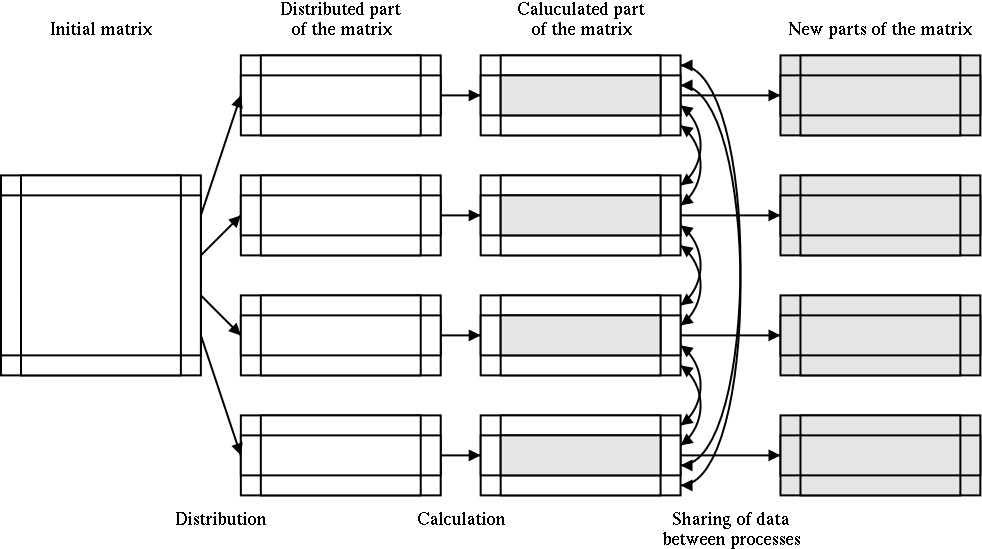 Initial matrix
Distributed part
of the matrix
Caluculated part
of the matrix
New parts of the matrix
Distribution
Calculation
Sharing of data
between processes